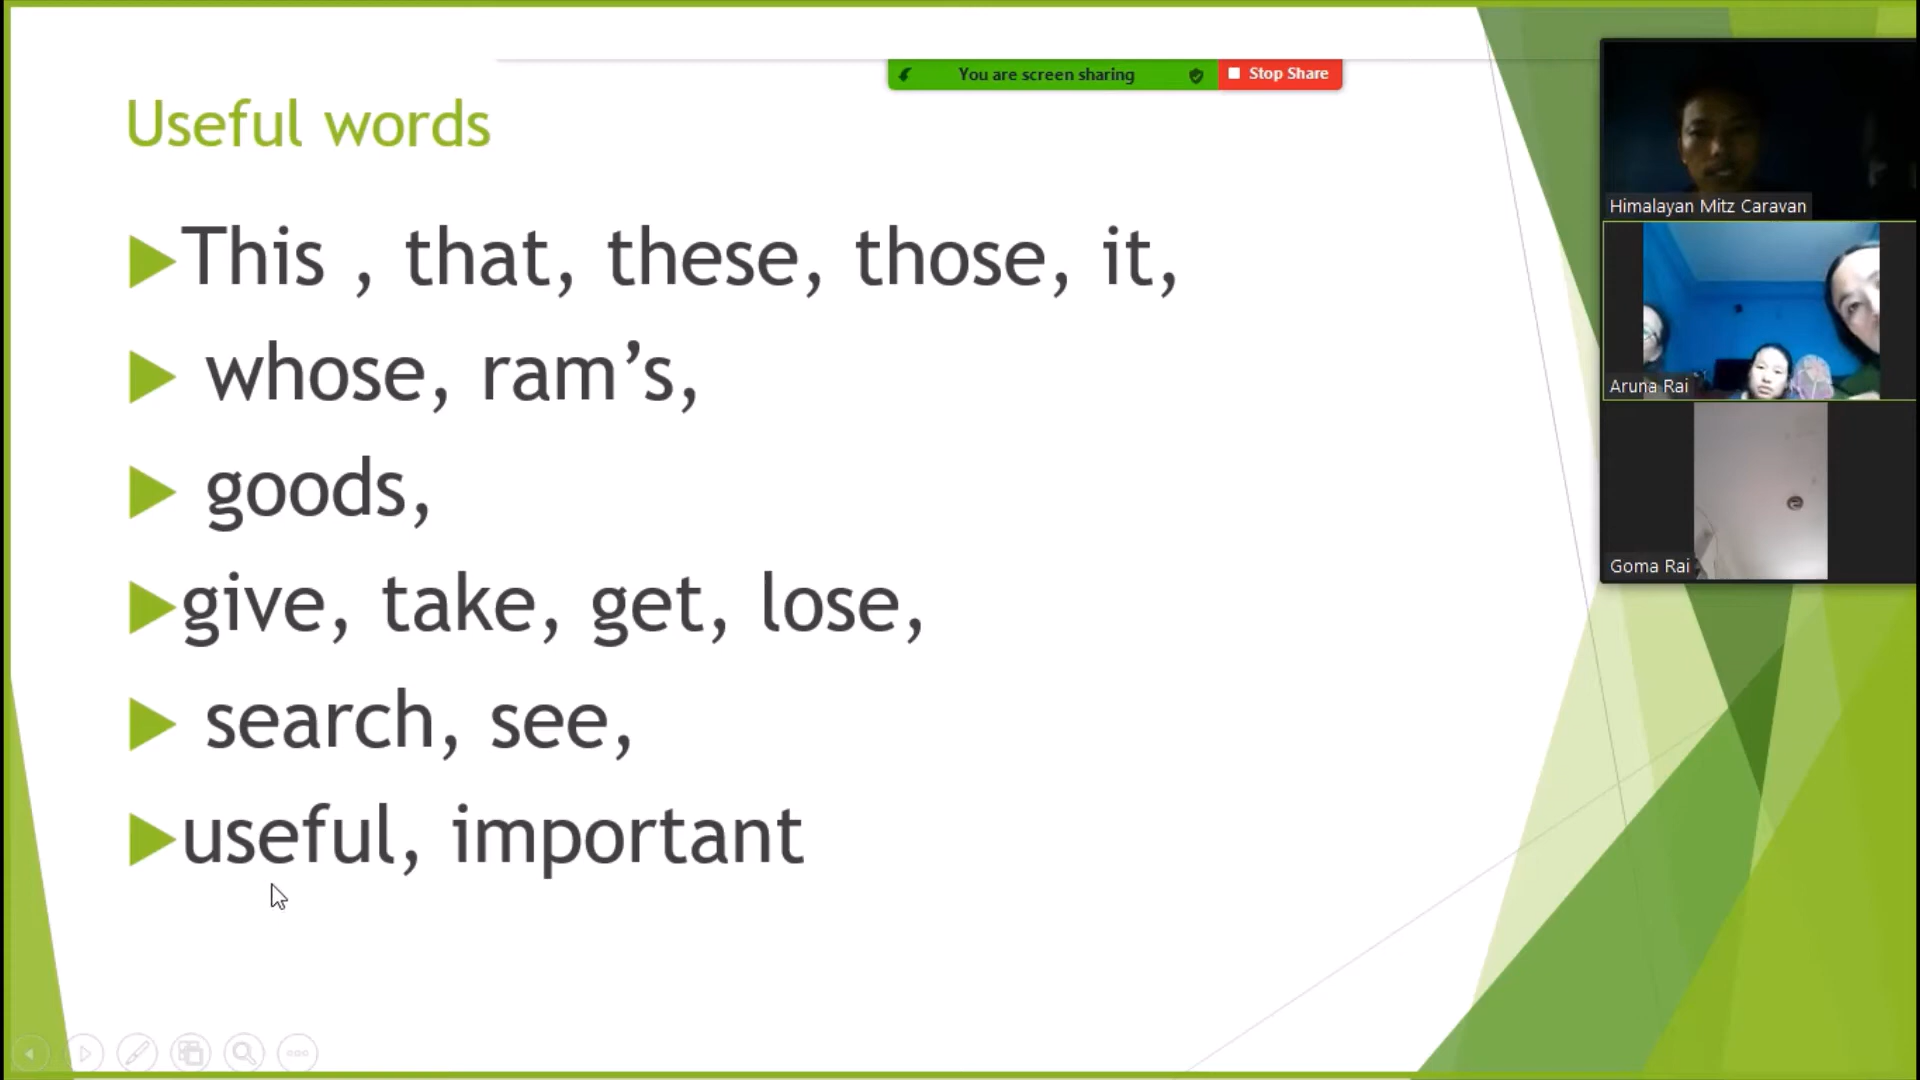 You are screen sharing
Stop Share
Useful words
This , that, these, those, it,
whose, ram’s,
goods,
give, take, get, lose,
search, see,
useful, important
Himalayan Mitz Caravan
Aruna Rai
Goma Rai